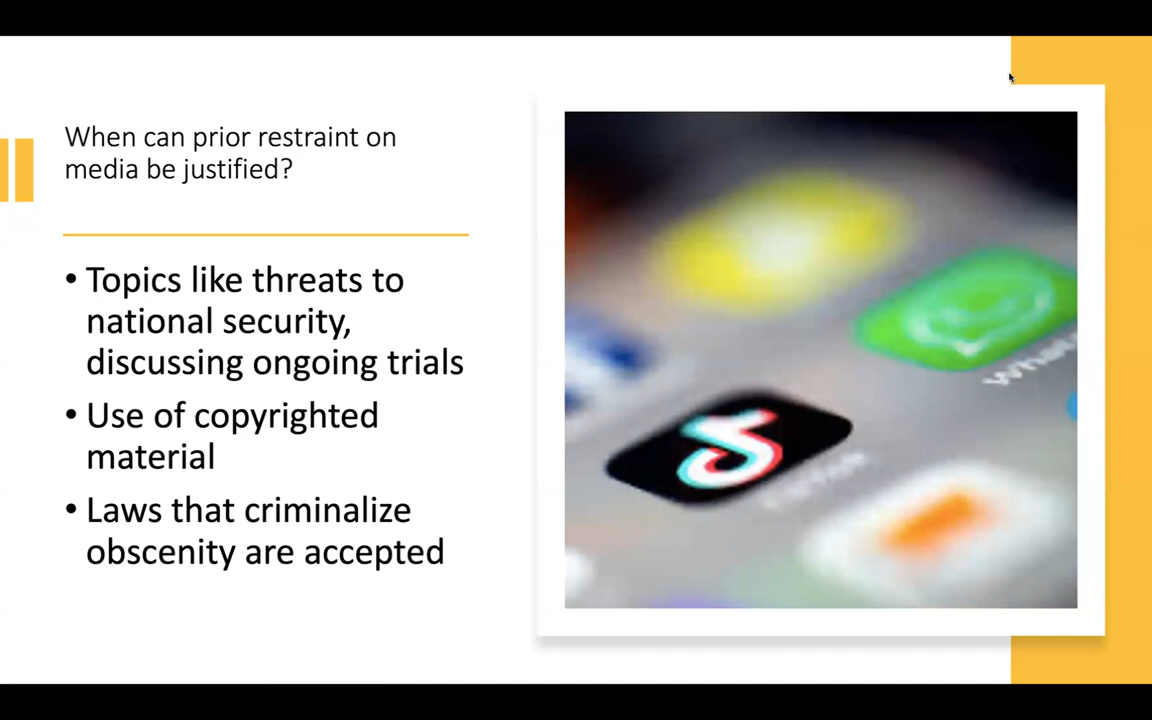 When can prior restraint on
media be justified?
• Topics like threats to
national security,
discussing ongoing trials
• Use of copyrighted
material
• Laws that criminalize
obscenity are accepted